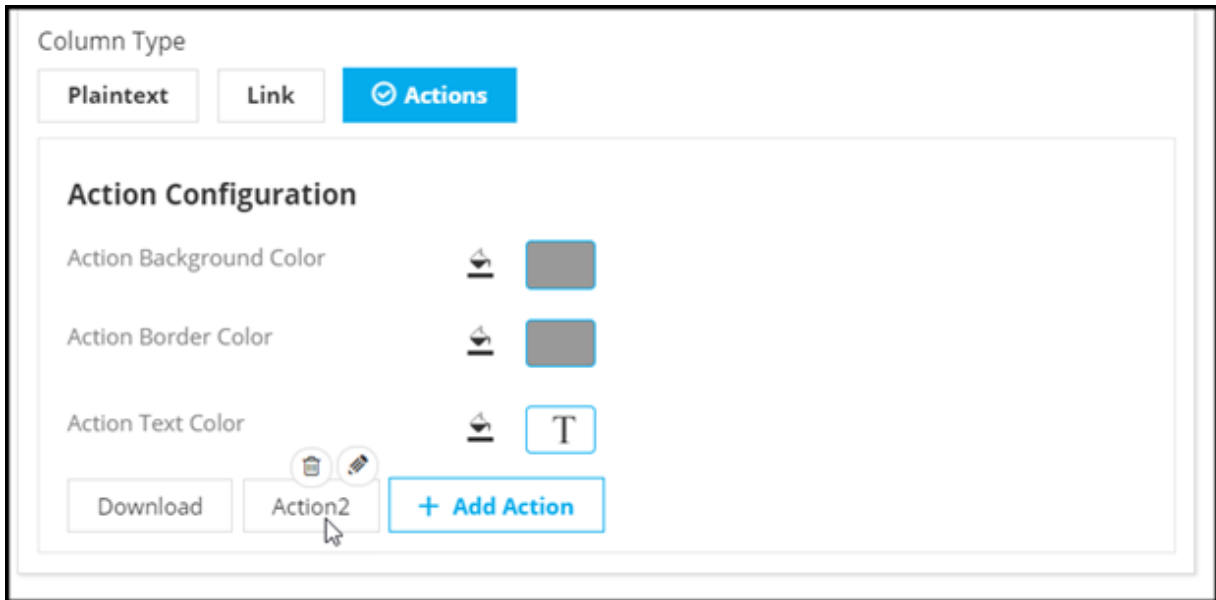 Column Type
Plaintext Link Actions
Action Configuration
Action Background Color
Action Border Color
Action Text Color T
Download Action2 + Add Action